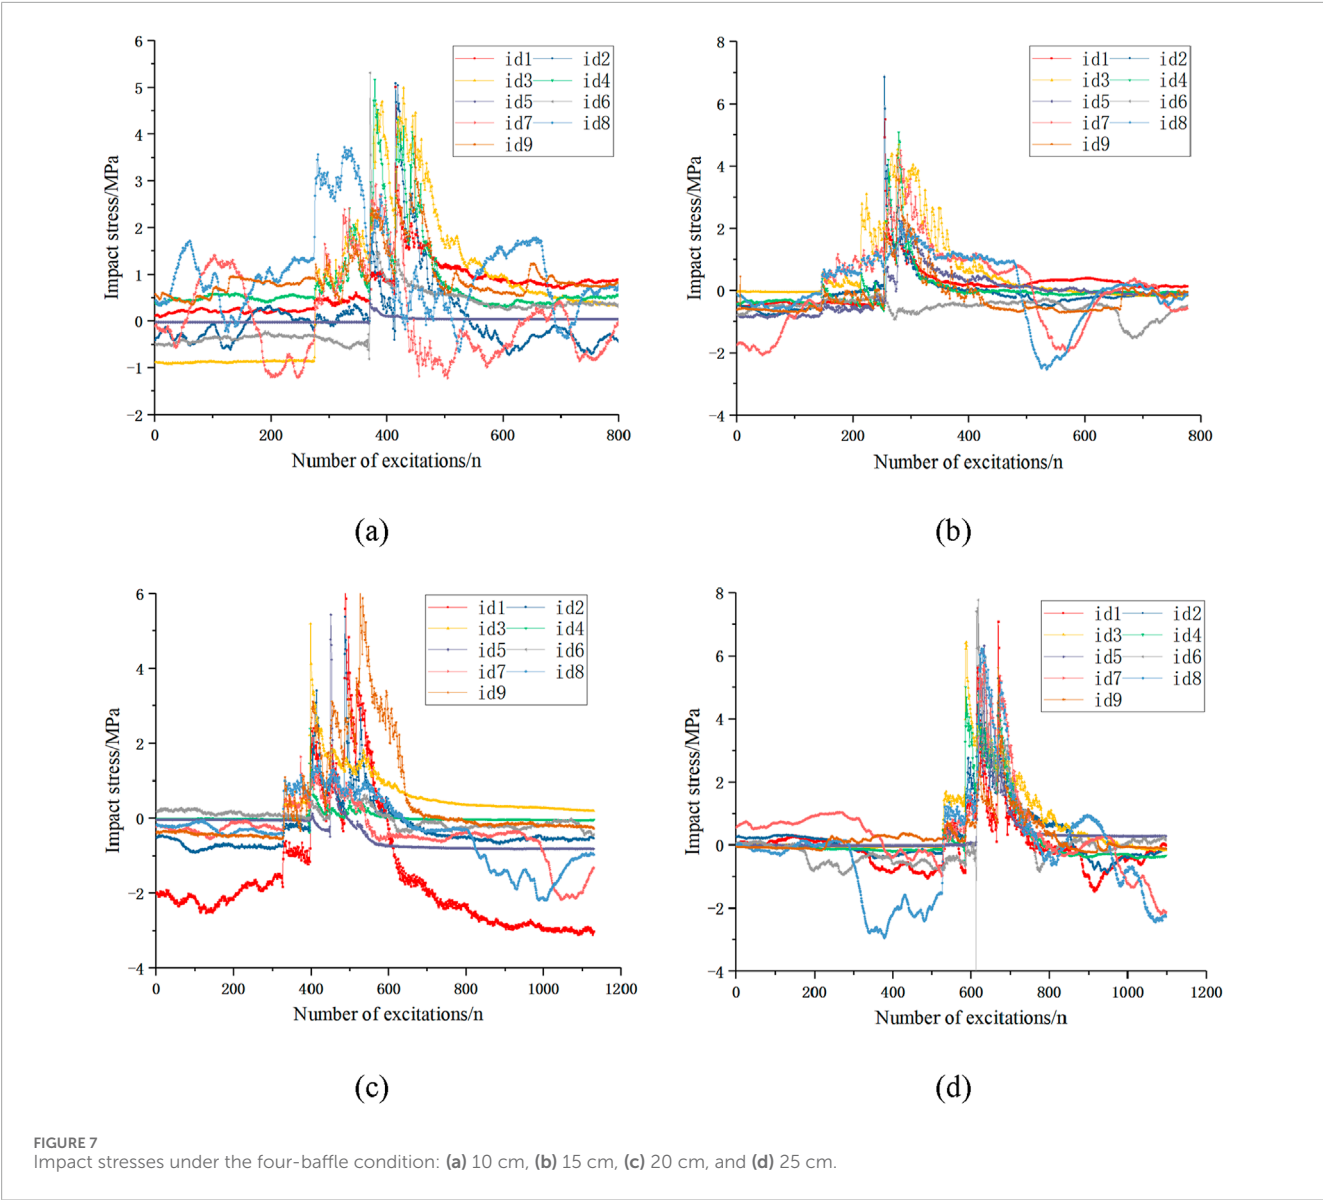 6
5
4
3
2
1
0
−1
−2
0
200
400
600
800
Impact stress/MPa
Number of excitations/n
id1 id2
id3 id4
id5 id6
id7 id8
id9
(a)
8
6
4
2
0
−2
−4
0
200
400
600
800
Impact stress/MPa
Number of excitations/n
id1 id2
id3 id4
id5 id6
id7 id8
id9
(b)
6
4
2
0
−2
−4
0
200
400
600
800
1000
1200
Impact stress/MPa
Number of excitations/n
id1 id2
id3 id4
id5 id6
id7 id8
id9
(c)
8
6
4
2
0
−2
−4
0
200
400
600
800
1000
1200
Impact stress/MPa
Number of excitations/n
id1 id2
id3 id4
id5 id6
id7 id8
id9
(d)
FIGURE 7
Impact stresses under the four-baffle condition: (a) 10 cm, (b) 15 cm, (c) 20 cm, and (d) 25 cm.